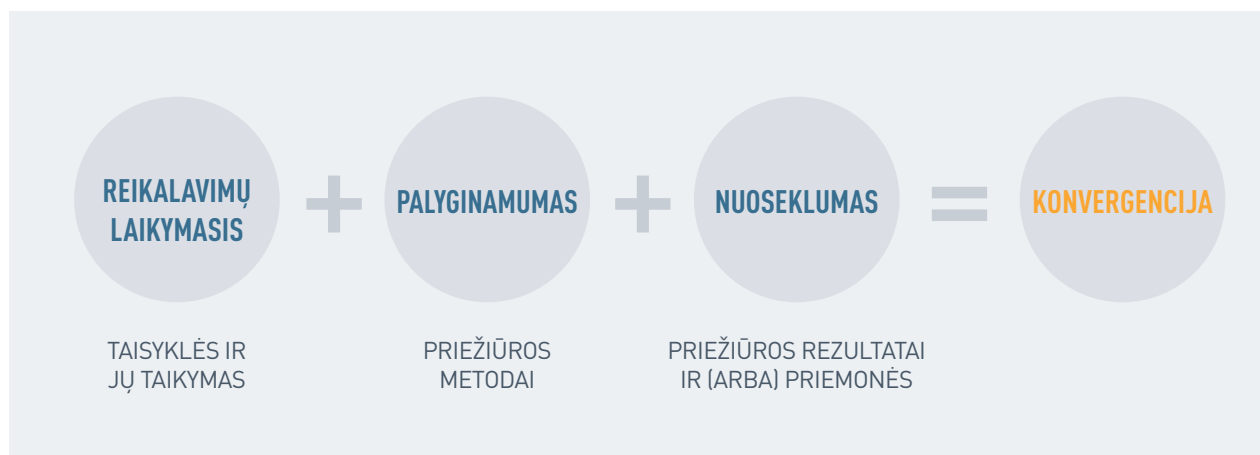 REIKALAVIMŲ
LAIKYMASIS
+
PALYGINAMUMAS
+
NUOSEKLUMAS
=
KONVERGENCIJA
TAISYKLĖS IR
JŲ TAIKYMAS
PRIEŽIŪROS
METODAI
PRIEŽIŪROS REZULTATAI
IR (ARBA) PRIEMONĖS